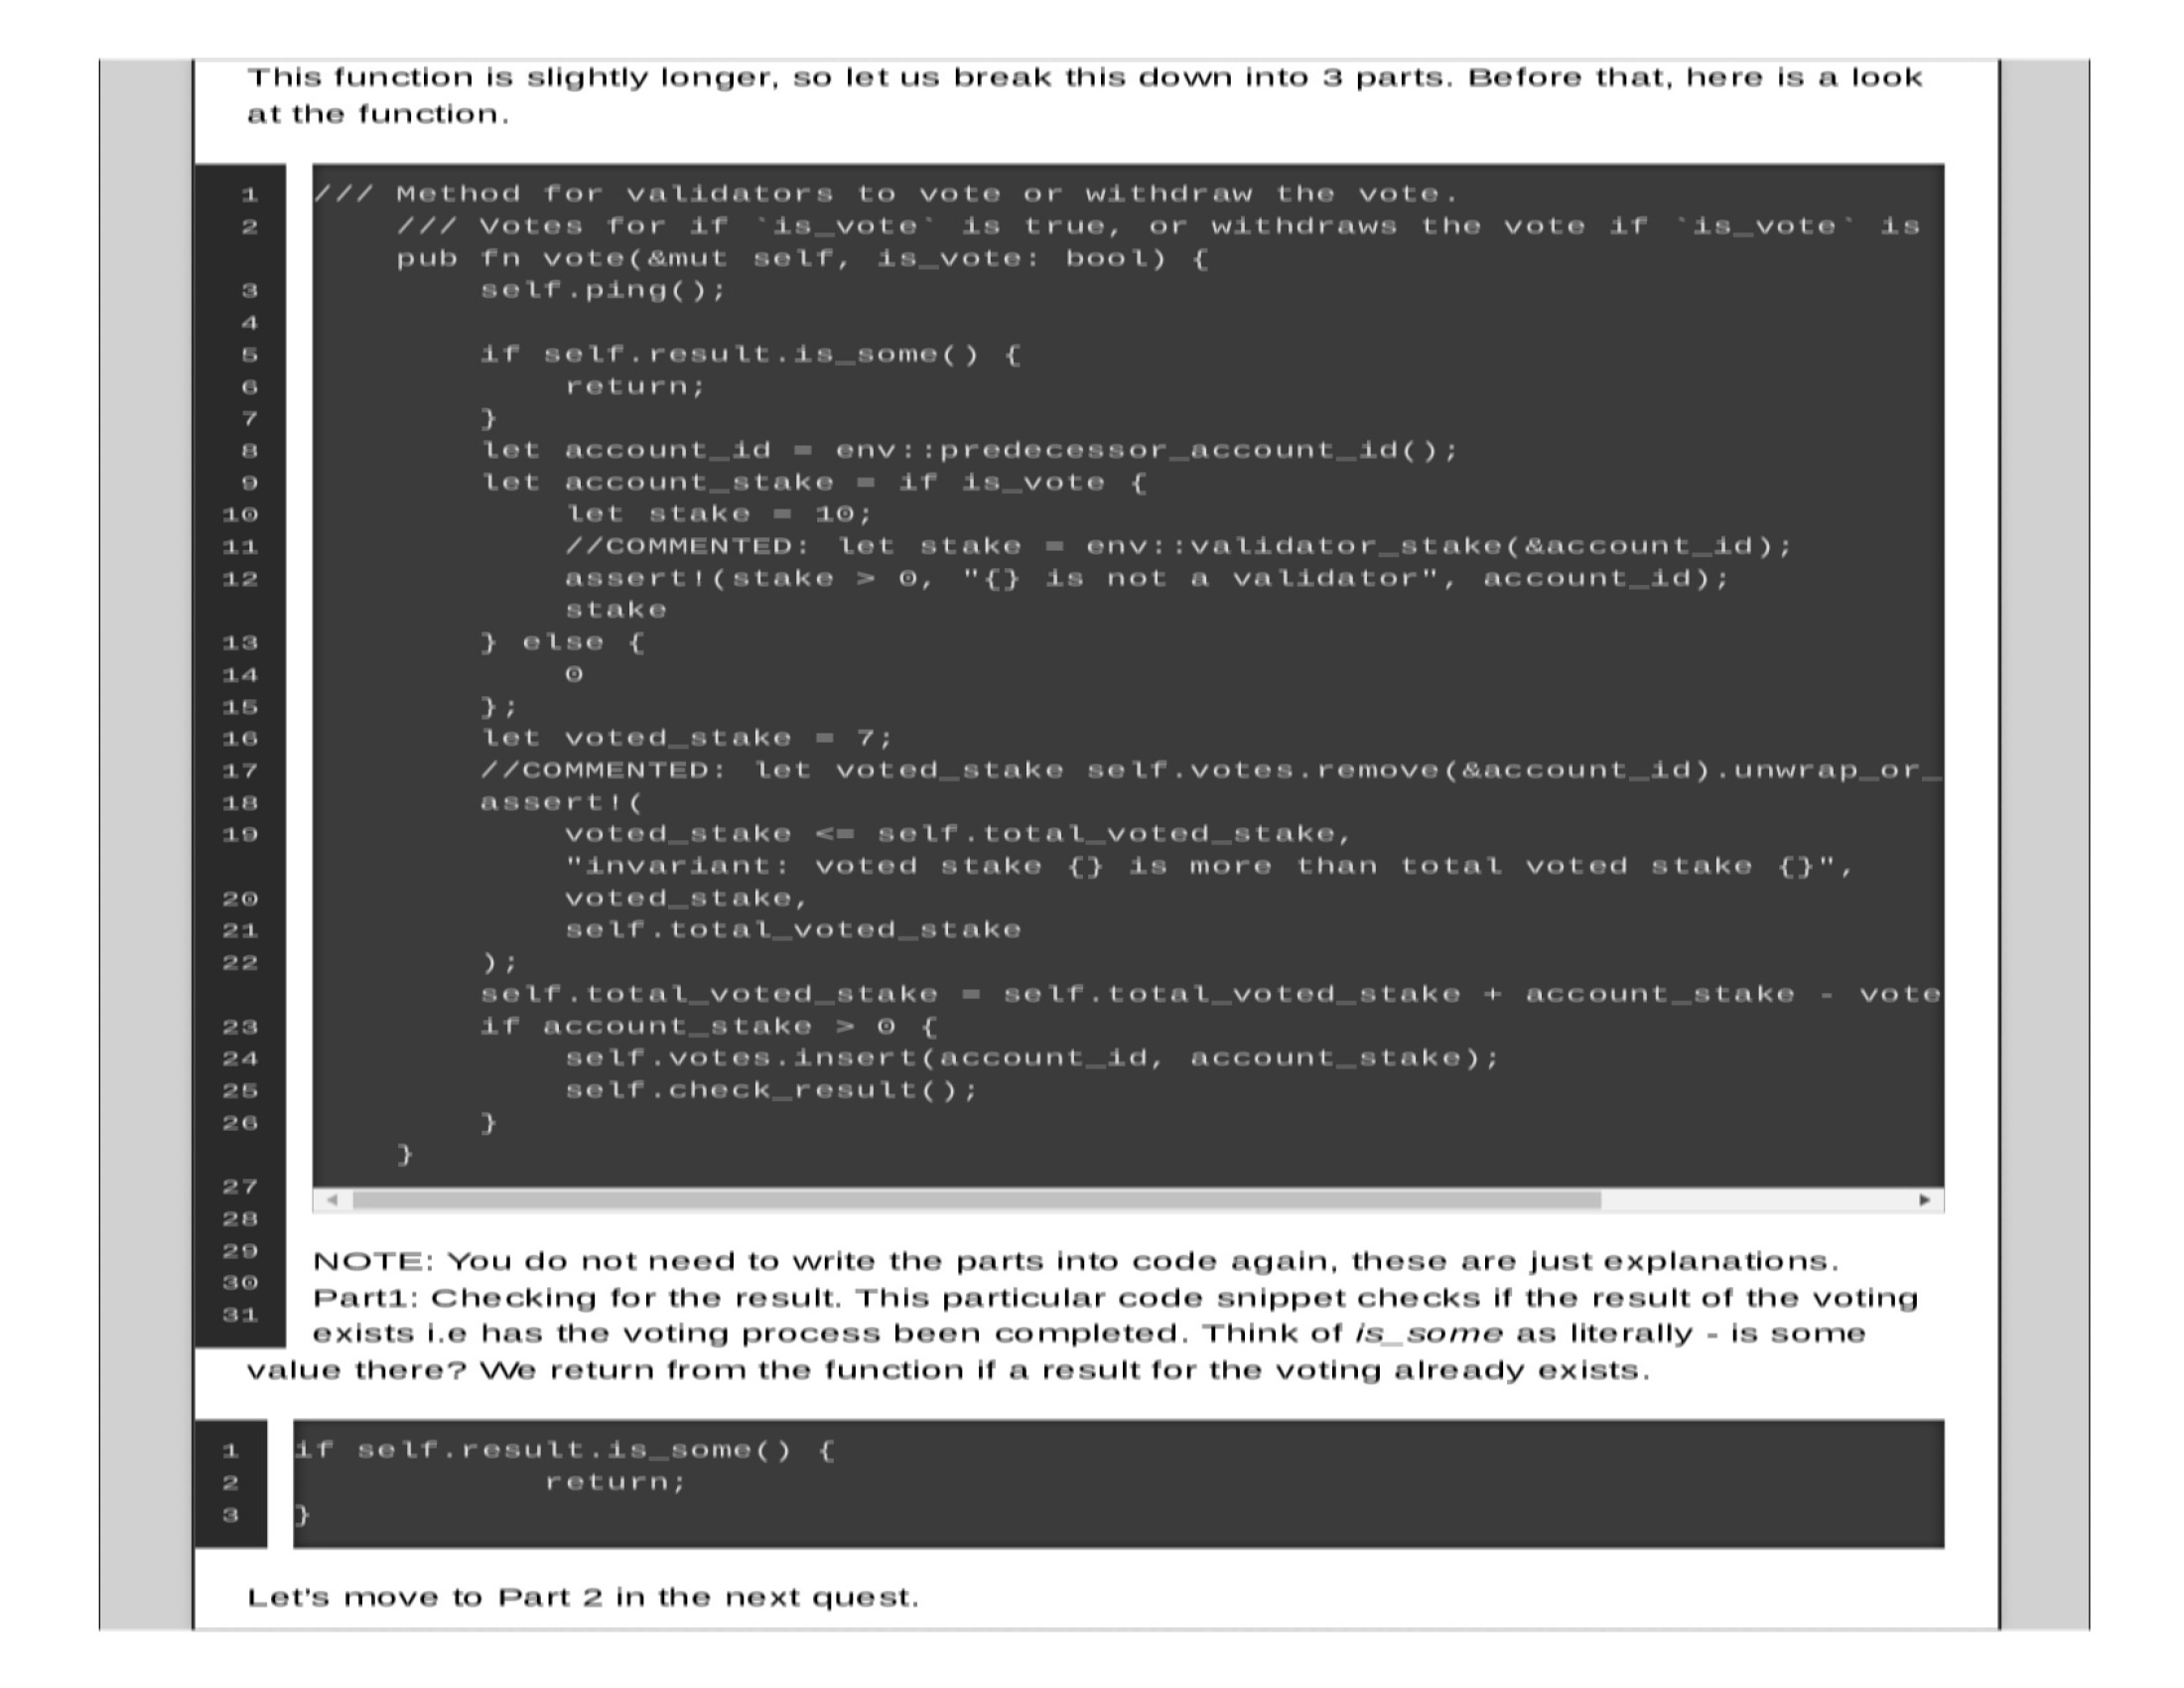 This function is slightly longer, so let us break this down into 3 parts. Before that, here is a look
at the function.
1 /// Method for validators to vote or withdraw the vote.
2 /// Votes for if `is_vote` is true, or withdraws the vote if `is_vote` is
pub fn vote(&mut self, is_vote: bool) {
3 self.ping();
4
5 if self.result.is_some() {
6 return;
7 }
8 let account_id = env::predecessor_account_id();
9 let account_stake = if is_vote {
10 let stake = 10;
11 //COMMENTED: let stake = env::validator_stake(&account_id);
12 assert!(stake > 0, "{} is not a validator", account_id);
stake
13 } else {
14 0
15 };
16 let voted_stake = 7;
17 //COMMENTED: let voted_stake self.votes.remove(&account_id).unwrap_or_
18 assert!(
19 voted_stake <= self.total_voted_stake,
"invariant: voted stake {} is more than total voted stake {}",
20 voted_stake,
21 self.total_voted_stake
22 );
self.total_voted_stake = self.total_voted_stake + account_stake - vote
23 if account_stake > 0 {
24 self.votes.insert(account_id, account_stake);
25 self.check_result();
26 }
}
27
28
29
30
31
NOTE: You do not need to write the parts into code again, these are just explanations.
Part1: Checking for the result. This particular code snippet checks if the result of the voting
exists i.e has the voting process been completed. Think of is_some as literally - is some
value there? We return from the function if a result for the voting already exists.
1 if self.result.is_some() {
2 return;
3 }
Let's move to Part 2 in the next quest.